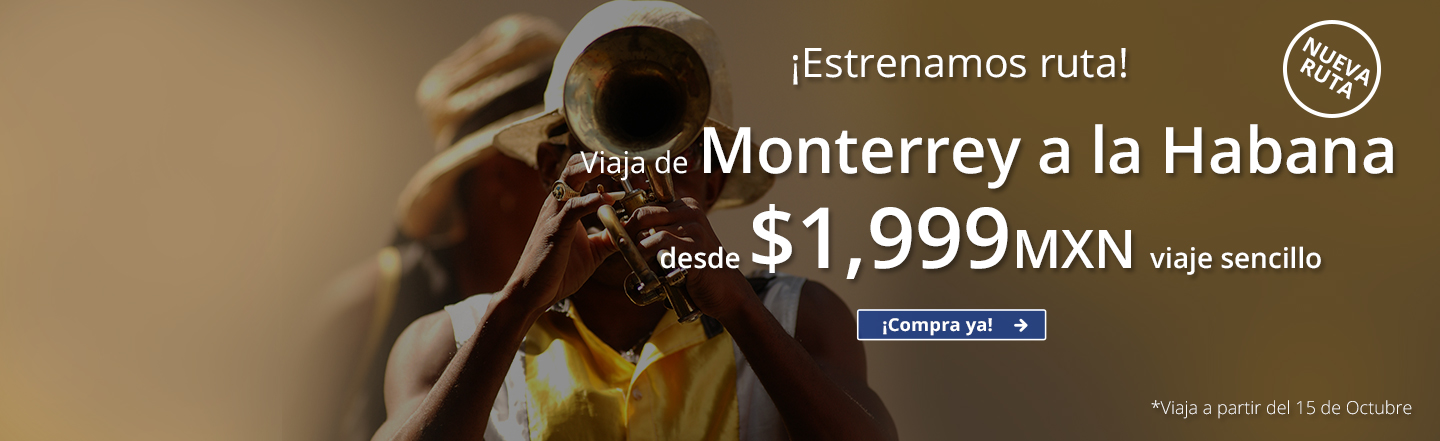 ¡Estrenamos ruta!
NUEVA
RUTA
Viaja de Monterrey a la Habana
desde $1,999MXN viaje sencillo
¡Compra ya!
*Viaja a partir del 15 de Octubre